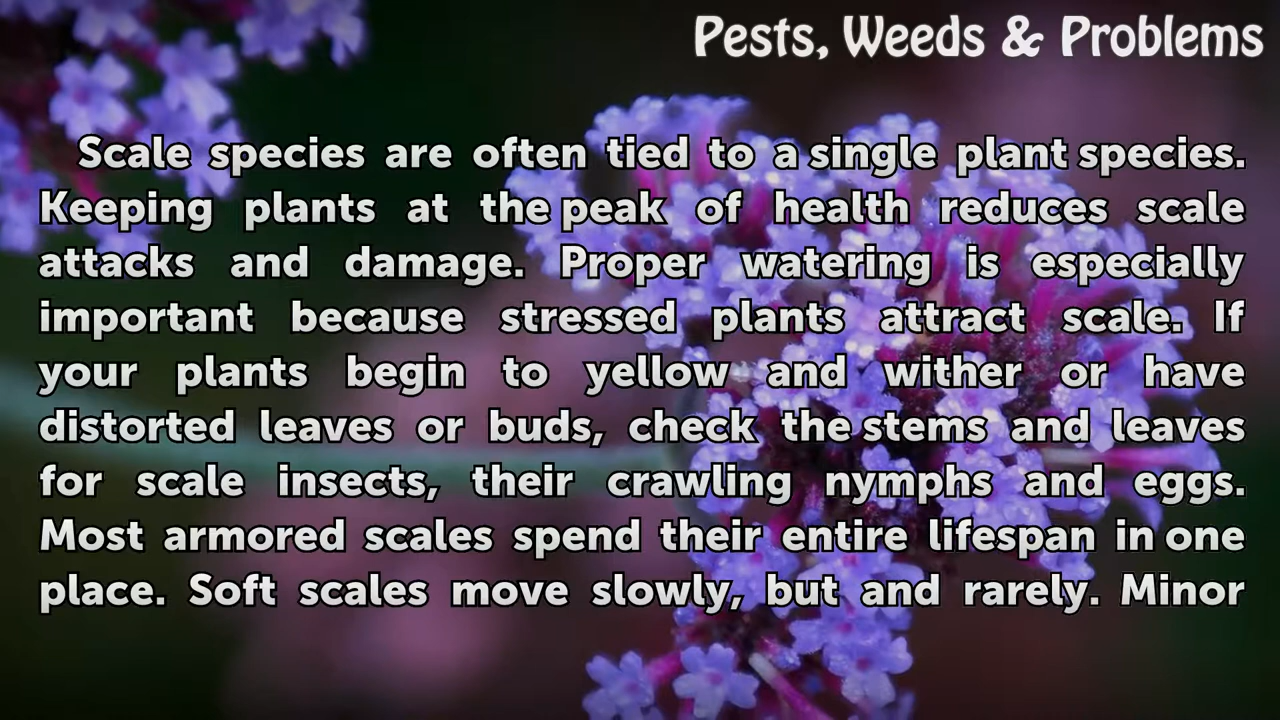 Pests, Weeds & Problems
Scale species are often tied to a single plant species.
Keeping plants at the peak of health reduces scale
attacks and damage. Proper watering is especially
important because stressed plants attract scale. If
your plants begin to yellow and wither or have
distorted leaves or buds, check the stems and leaves
for scale insects, their crawling nymphs and eggs.
Most armored scales spend their entire lifespan in one
place. Soft scales move slowly, but and rarely. Minor